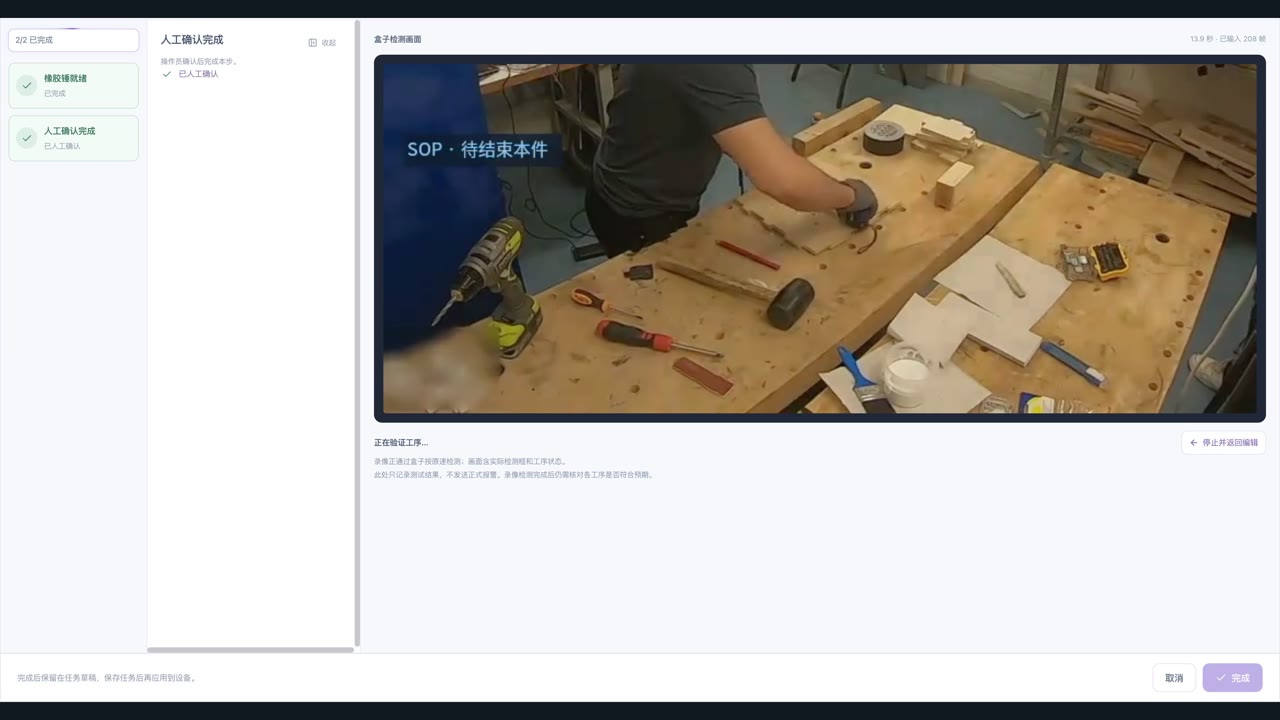 2/2 已完成
橡胶锤就绪
已完成
人工确认完成
已人工确认
人工确认完成
收起
操作员确认后完成本步。
已人工确认
盒子检测画面
13.9 秒 · 已输入 208 帧
SOP · 待结束本件
正在验证工序...
停止并返回编辑
录像正通过盒子按原速检测；画面含实际检测框和工序状态。
此处只记录测试结果，不发送正式报警。录像检测完成后仍需核对各工序是否符合预期。
完成后保留在任务草稿，保存任务后再应用到设备。
取消
完成